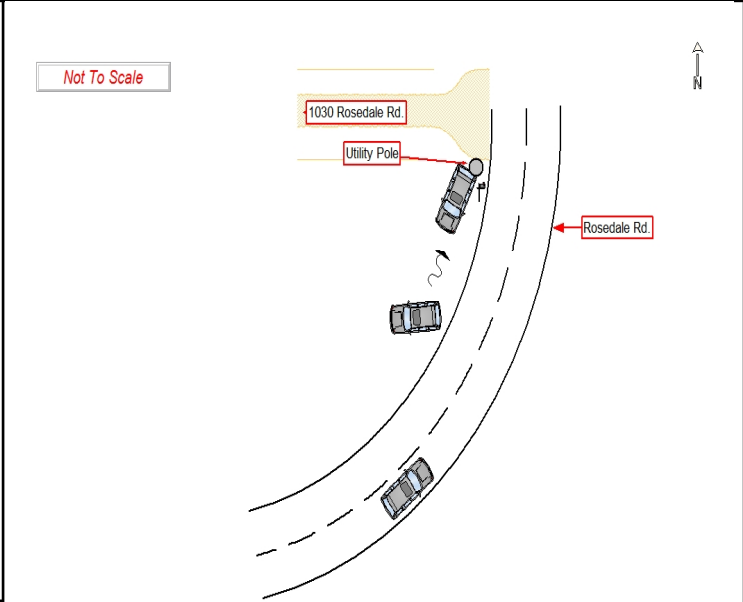 Not To Scale
N
1030 Rosedale Rd.
Utility Pole
Rosedale Rd.